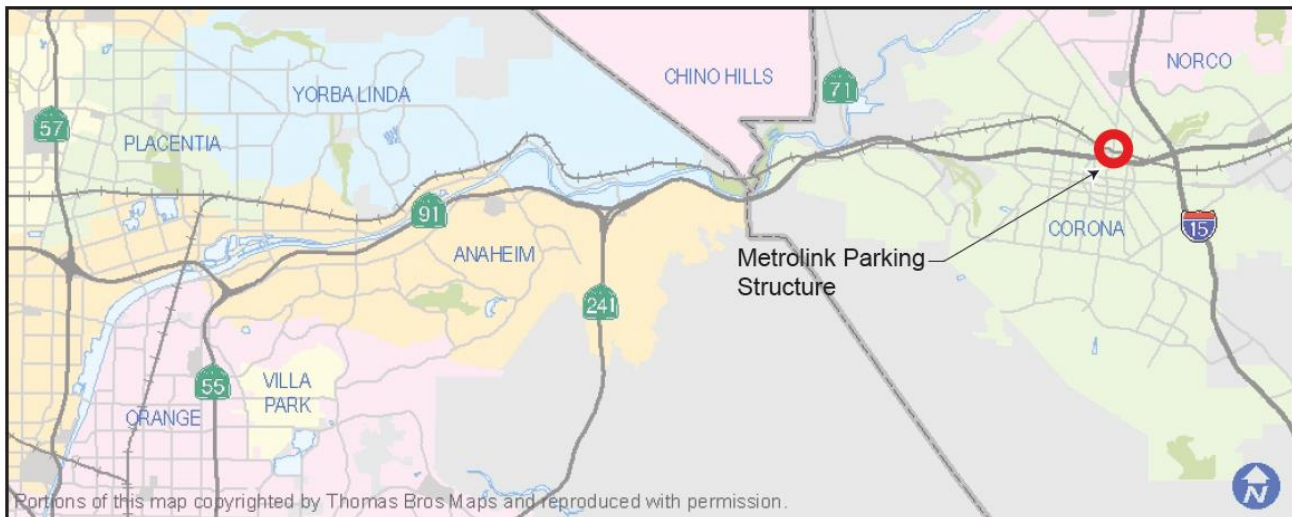 CHINO HILLS
NORCO
71
YORBA LINDA
57
PLACENTIA
91
ANAHEIM
Metrolink Parking
Structure
CORONA
15
241
55
VILLA
PARK
ORANGE
Portions of this map copyrighted by Thomas Bros Maps and reproduced with permission.
N